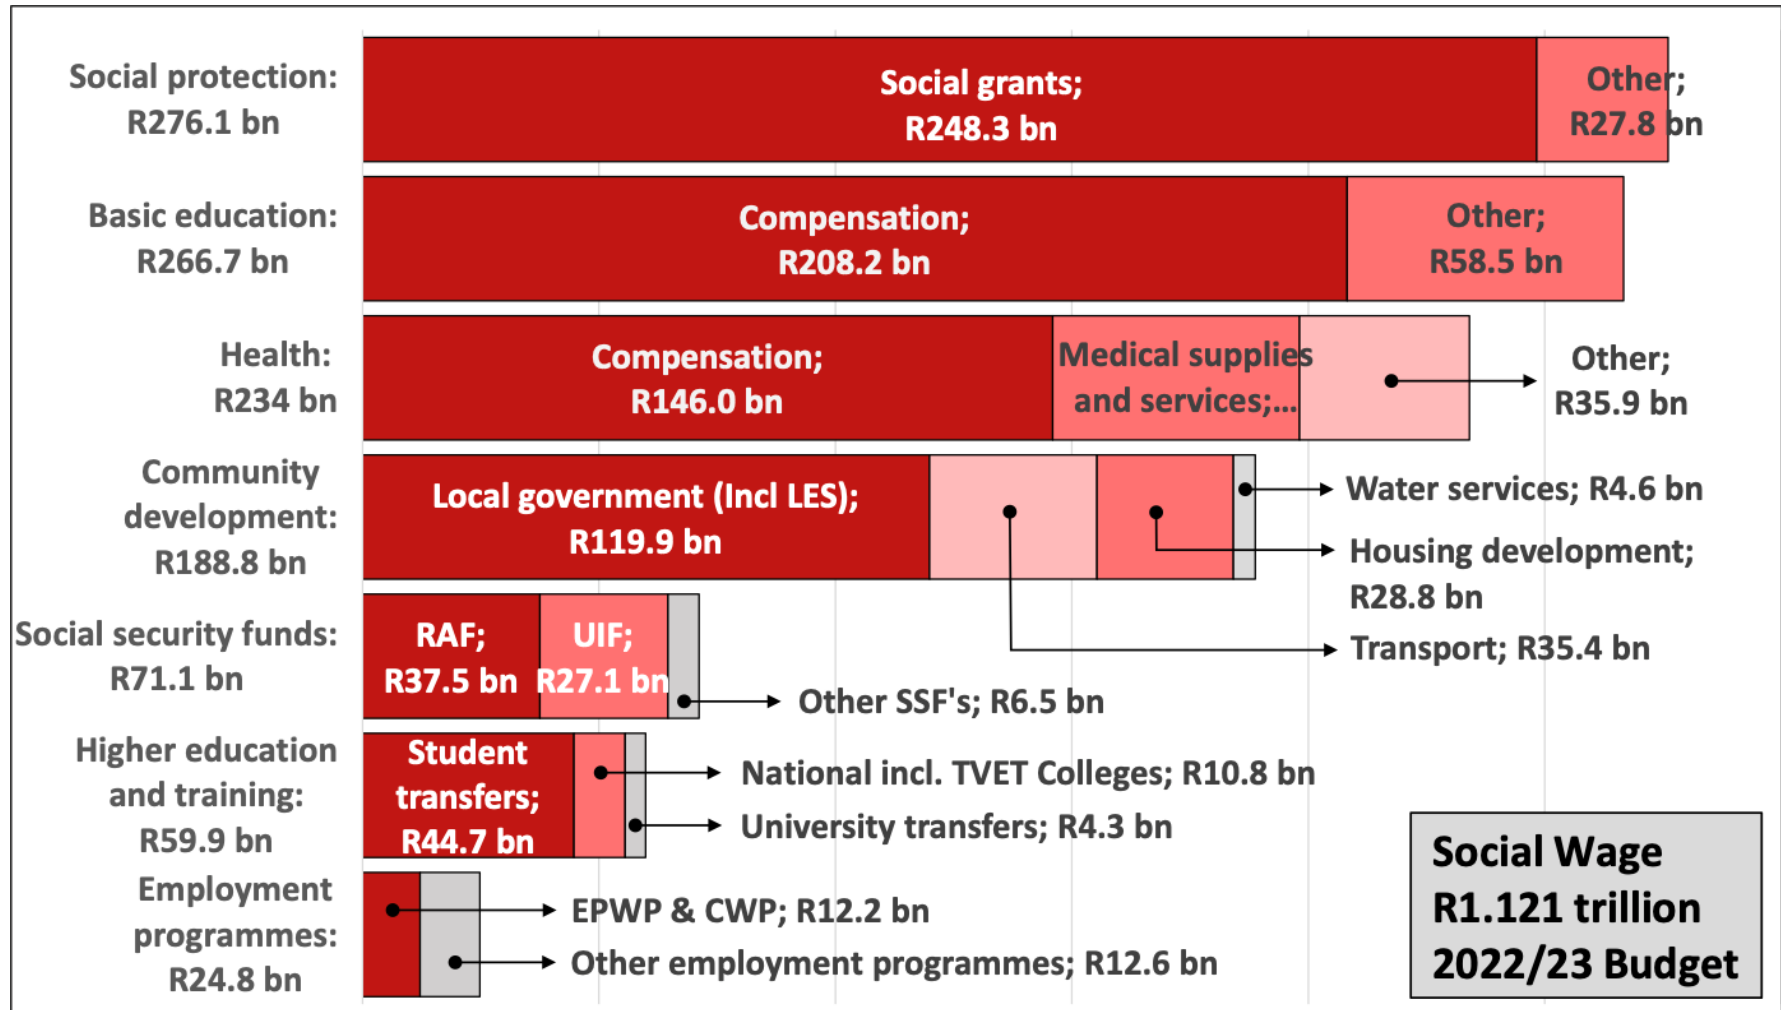 Social protection:
R276.1 bn
Social grants;
R248.3 bn
Other;
R27.8 bn
Basic education:
R266.7 bn
Compensation;
R208.2 bn
Other;
R58.5 bn
Health:
R234 bn
Compensation;
R146.0 bn
Medical supplies
and services;...
Other;
R35.9 bn
Community
development:
R188.8 bn
Local government (Incl LES);
R119.9 bn
Water services; R4.6 bn
Housing development;
R28.8 bn
Transport; R35.4 bn
Social security funds:
R71.1 bn
RAF;
R37.5 bn
UIF;
R27.1 bn
Other SSF's; R6.5 bn
Higher education
and training:
R59.9 bn
Student
transfers;
R44.7 bn
National incl. TVET Colleges; R10.8 bn
University transfers; R4.3 bn
Employment
programmes:
R24.8 bn
EPWP & CWP; R12.2 bn
Other employment programmes; R12.6 bn
Social Wage
R1.121 trillion
2022/23 Budget